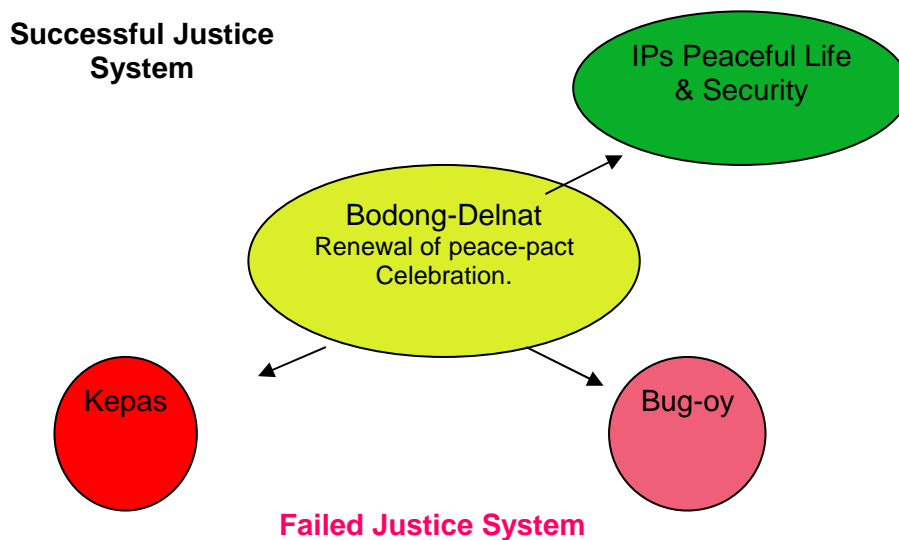 Successful Justice
System
IPs Peaceful Life
& Security
Bodong-Delnat
Renewal of peace-pact
Celebration.
Kepas
Bug-oy
Failed Justice System